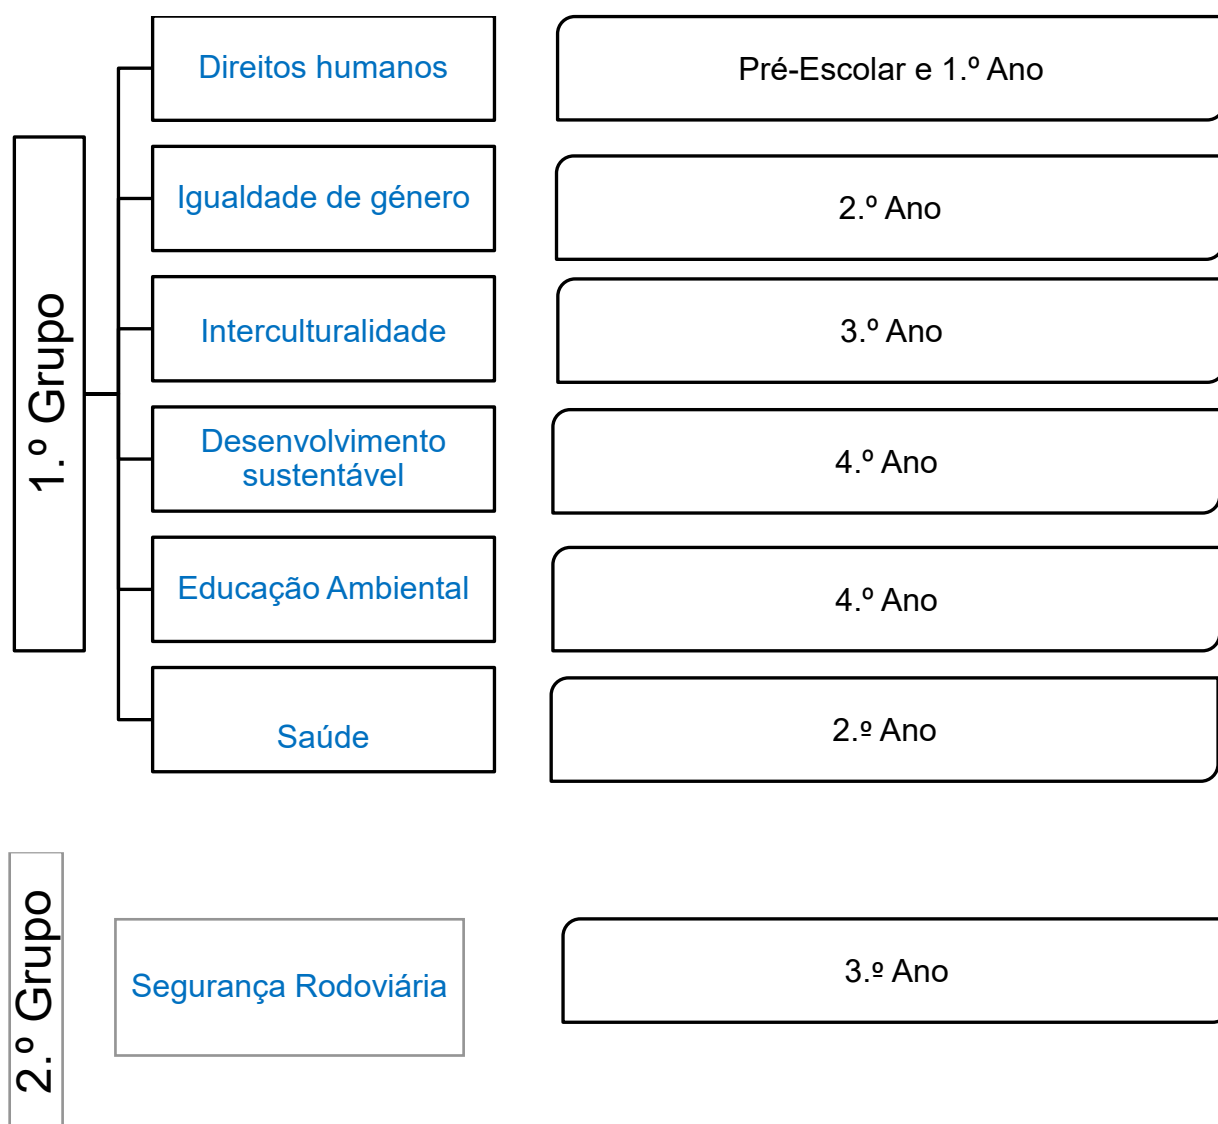 1.º Grupo
Direitos humanos
Pré-Escolar e 1.º Ano
Igualdade de género
2.º Ano
Interculturalidade
3.º Ano
Desenvolvimento
sustentável
4.º Ano
Educação Ambiental
4.º Ano
Saúde
2.º Ano
2.º Grupo
Segurança Rodoviária
3.º Ano